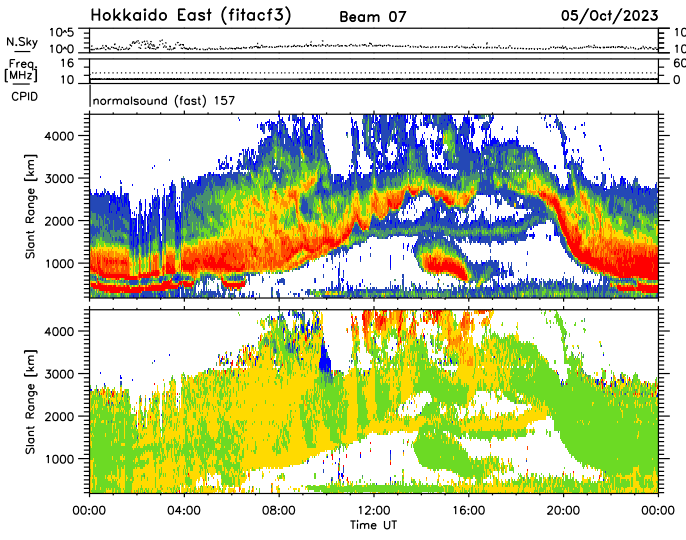 Hokkaido East (fitacf3) Beam 07 05/Oct/2023
N.Sky 10^5 10^0 10 10
Freq. [MHz] 16 10 60 0
CPID normalsound (fast) 157
Slant Range [km] 4000 3000 2000 1000
Slant Range [km] 4000 3000 2000 1000
00:00 04:00 08:00 12:00 16:00 20:00 00:00
Time UT